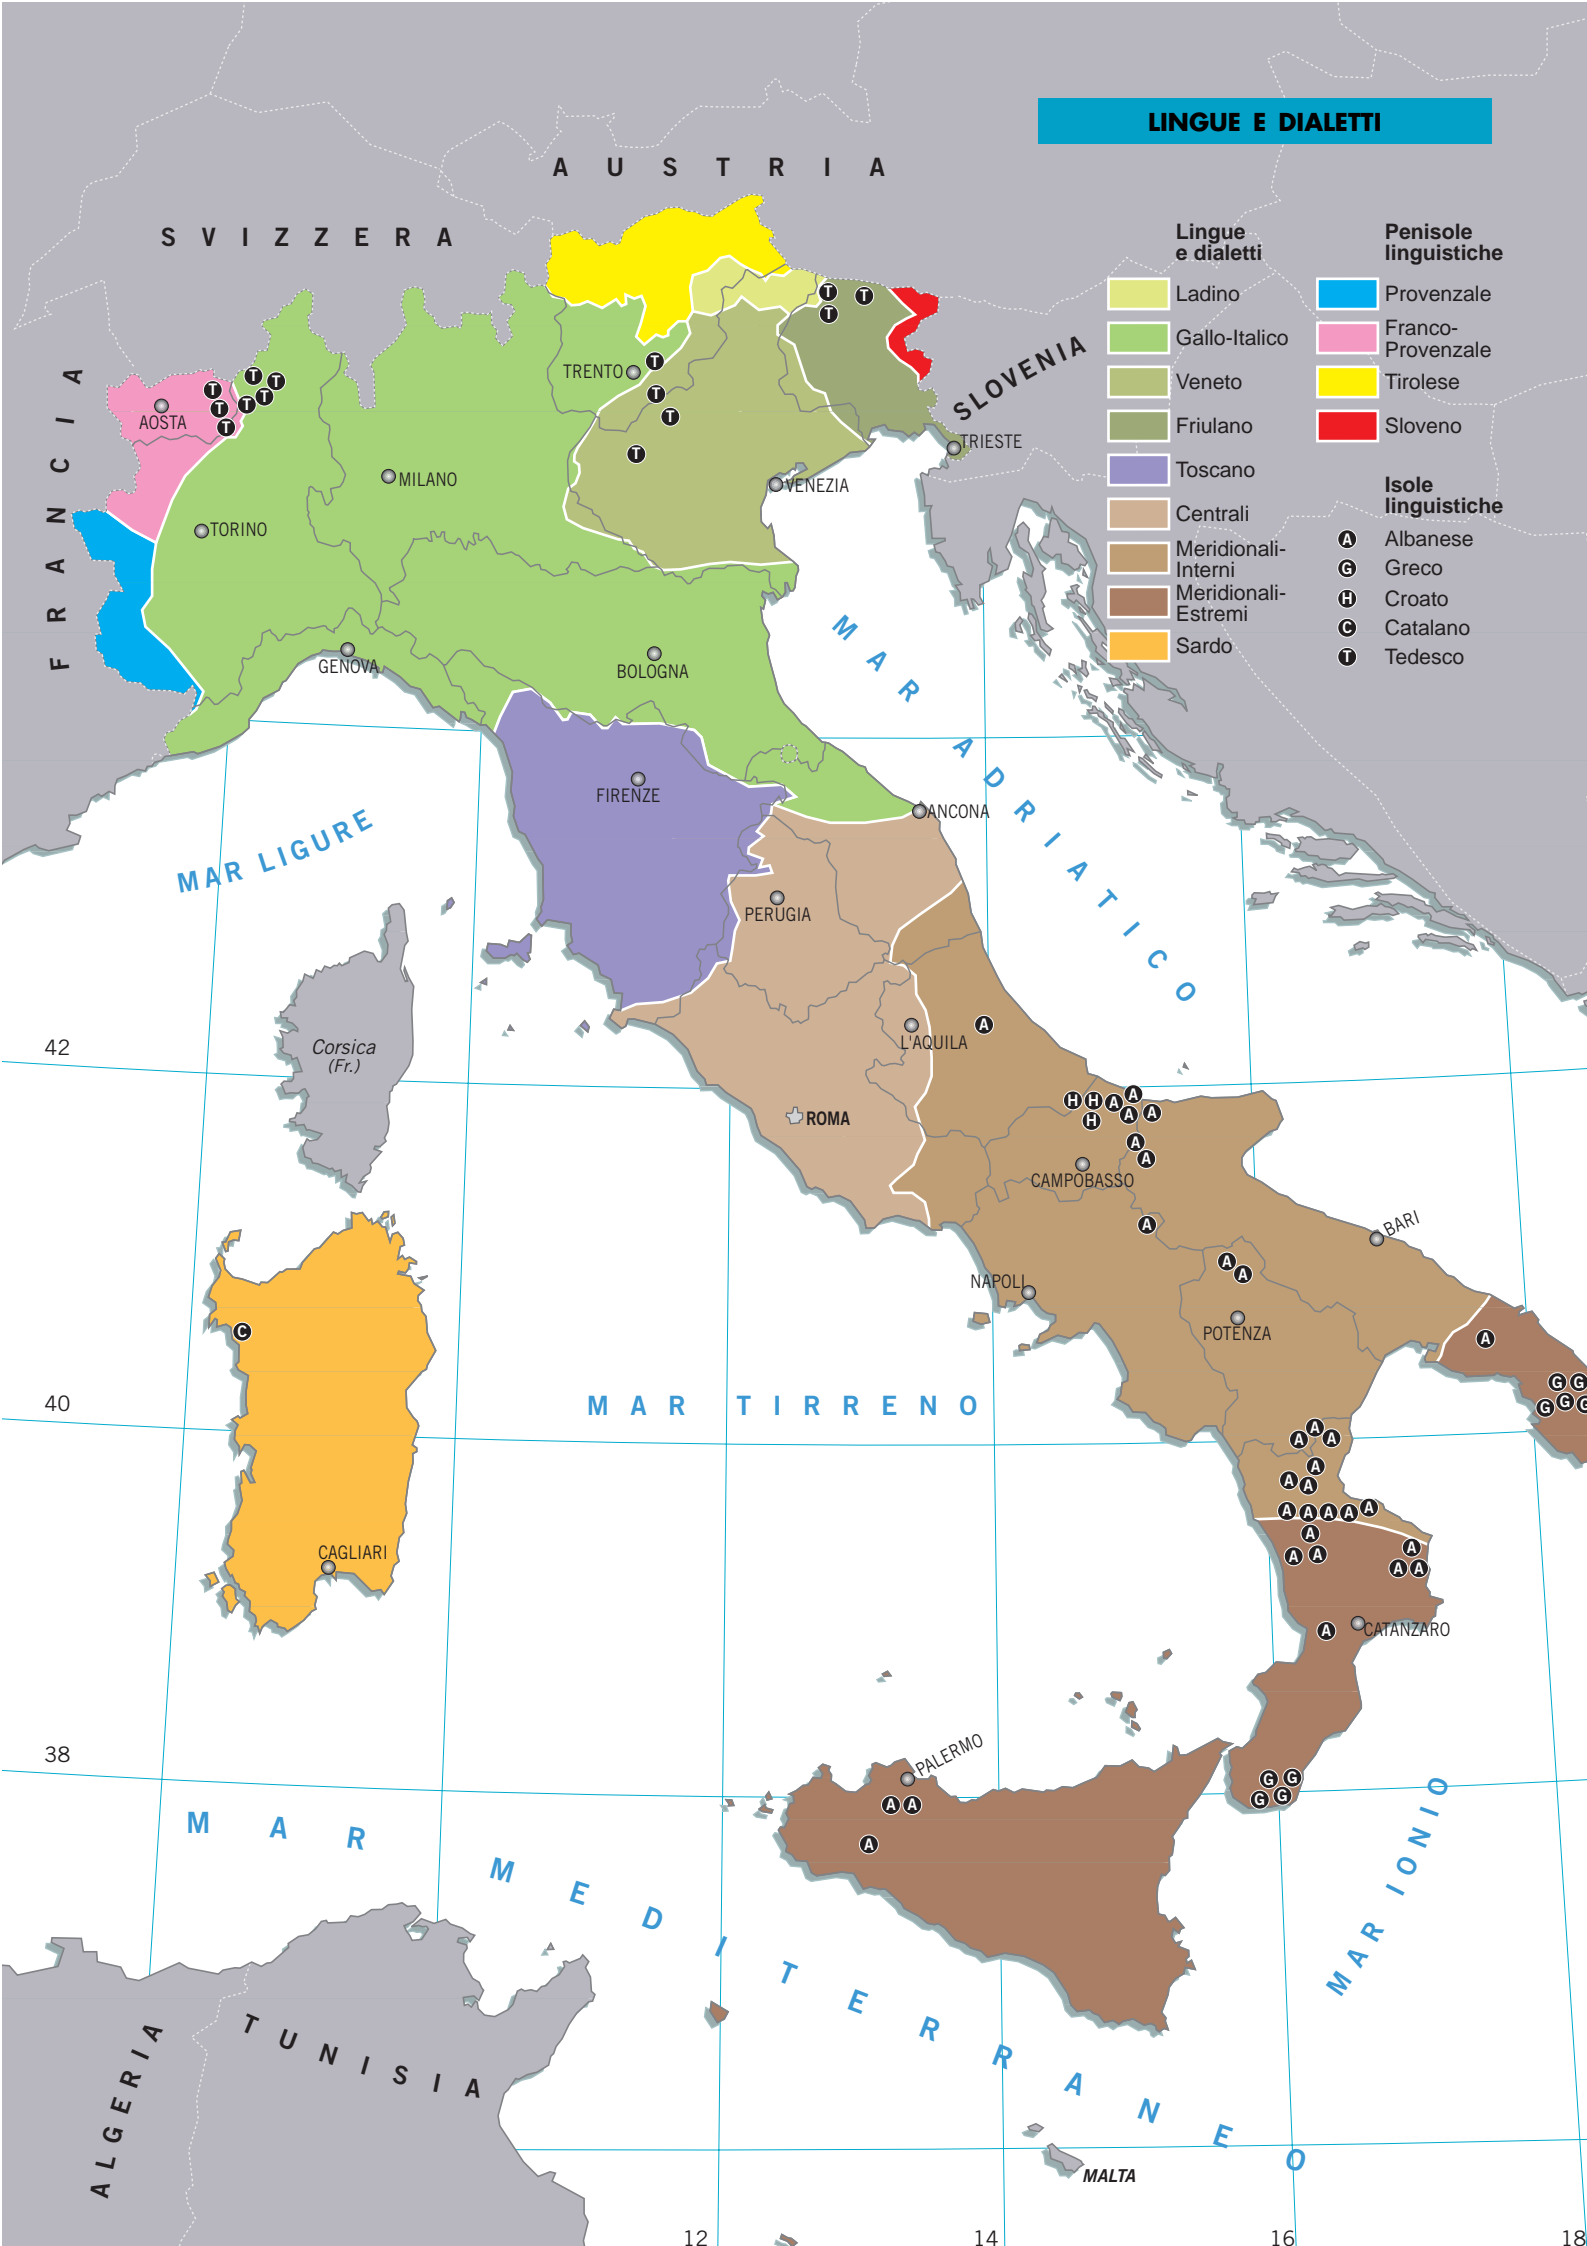 LINGUE E DIALETTI
AUSTRIA
SVIZZERA
FRANCIA
SLOVENIA
Lingue
e dialetti
Ladino
Gallo-Italico
Veneto
Friulano
Toscano
Centrali
Meridionali-
Interni
Meridionali-
Estremi
Sardo
Penisole
linguistiche
Provenzale
Franco-
Provenzale
Tirolese
Sloveno
Isole
linguistiche
A Albanese
G Greco
H Croato
C Catalano
T Tedesco
T T
T
TRENTO
T
T
T
T
T T
T T
T T
T
AOSTA
TRIESTE
MILANO
VENEZIA
TORINO
GENOVA
BOLOGNA
MAR ADRIATICO
FIRENZE
ANCONA
MAR LIGURE
PERUGIA
42
Corsica
(Fr.)
L'AQUILA
A
ROMA
H H A A
H A A
A
A
CAMPOBASSO
A
BARI
A
A
NAPOLI
POTENZA
C
A
G G
G G G
40
MAR TIRRENO
A
A A
A
A A
A A A A A
A
A A
A
A A
CAGLIARI
A
CATANZARO
38
PALERMO
A A
A
G G
G G
MAR IONIO
MAR MEDITERRANEO
ALGERIA
TUNISIA
MALTA
12
14
16
18